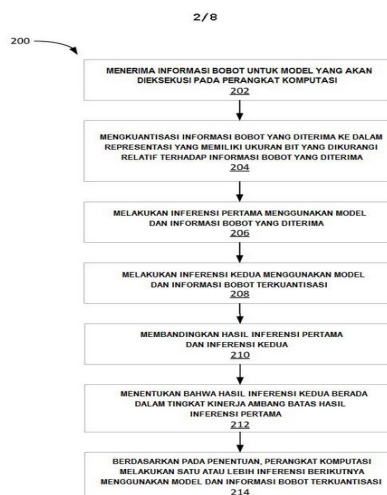 2/8
200
MENERIMA INFORMASI BOBOT UNTUK MODEL YANG AKAN
DIEKSEKUSI PADA PERANGKAT KOMPUTASI
202
MENGKUANTISASI INFORMASI BOBOT YANG DITERIMA KE DALAM
REPRESENTASI YANG MEMILIKI UKURAN BIT YANG DIKURANGI
RELATIF TERHADAP INFORMASI BOBOT YANG DITERIMA
204
MELAKUKAN INFERENSI PERTAMA MENGGUNAKAN MODEL
DAN INFORMASI BOBOT YANG DITERIMA
206
MELAKUKAN INFERENSI KEDUA MENGGUNAKAN MODEL
DAN INFORMASI BOBOT TERKUANTISASI
208
MEMBANDINGKAN HASIL INFERENSI PERTAMA
DAN INFERENSI KEDUA
210
MENENTUKAN BAHWA HASIL INFERENSI KEDUA BERADA
DALAM TINGKAT KINERJA AMBANG BATAS HASIL
INFERENSI PERTAMA
212
BERDASARKAN PADA PENENTUAN, PERANGKAT KOMPUTASI
MELAKUKAN SATU ATAU LEBIH INFERENSI BERIKUTNYA
MENGGUNAKAN MODEL DAN INFORMASI BOBOT TERKUANTISASI
214